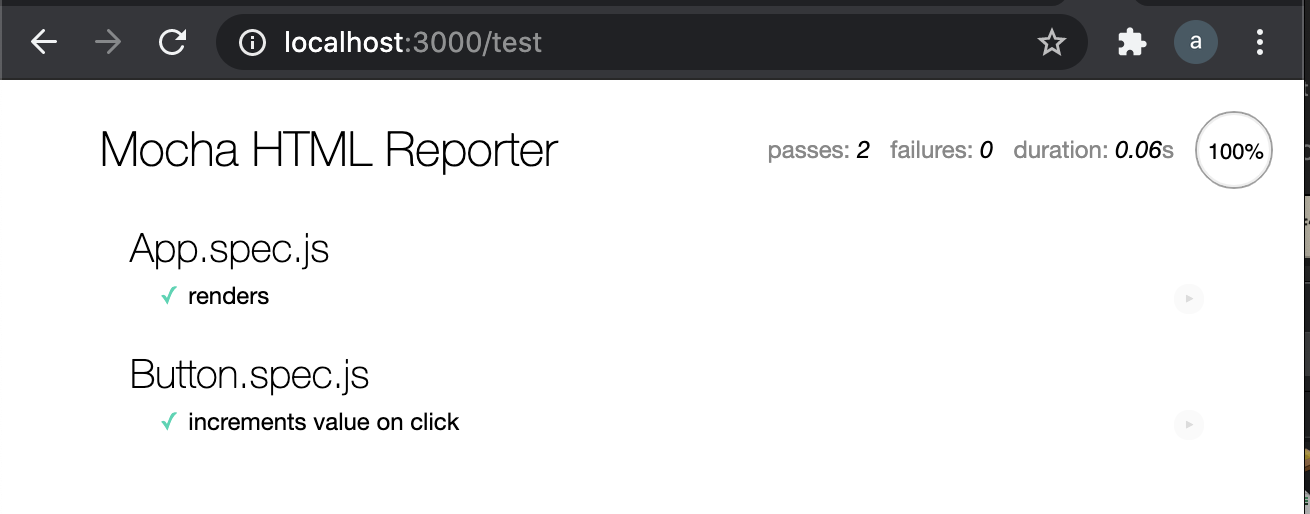 localhost:3000/test
a
Mocha HTML Reporter
passes: 2 failures: 0 duration: 0.06s
100%
App.spec.js
✓ renders
Button.spec.js
✓ increments value on click